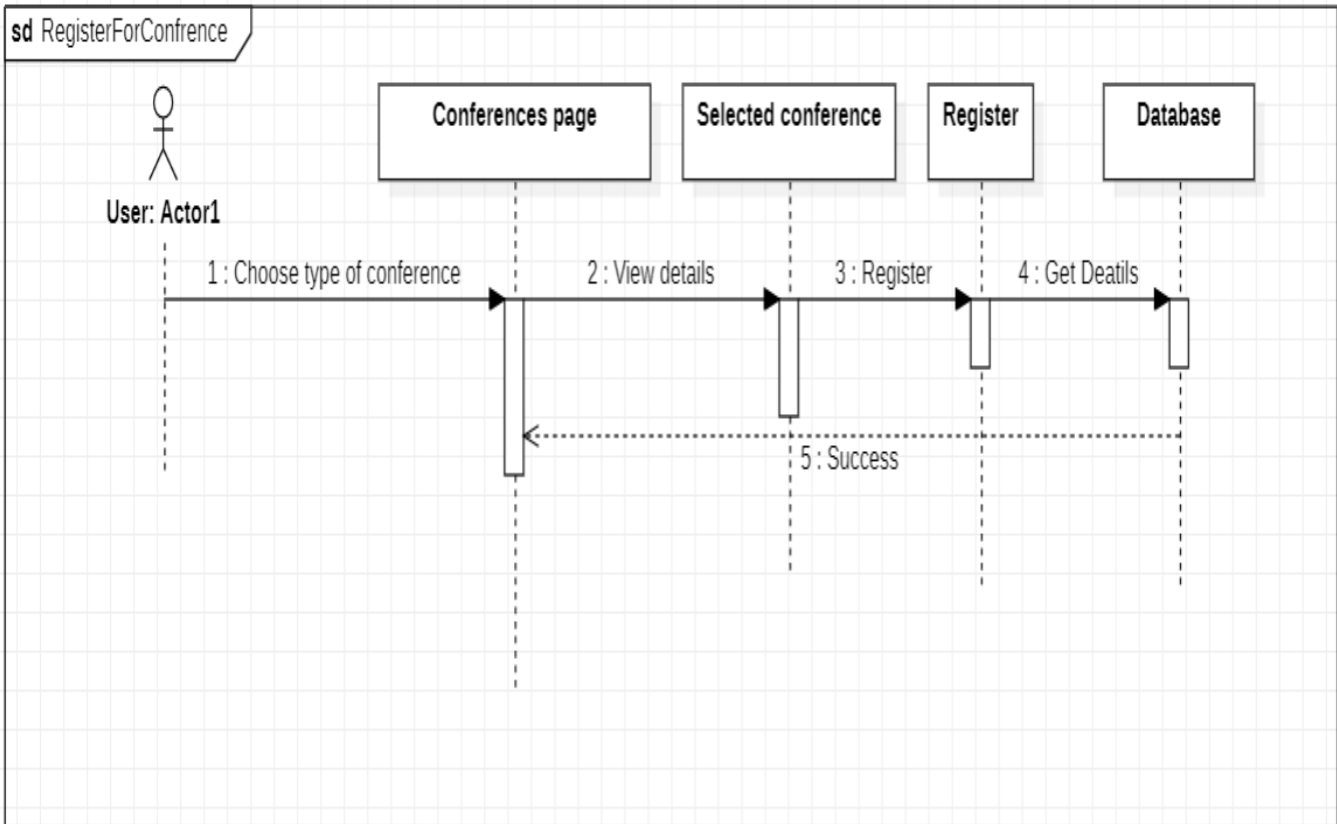 sd RegisterForConfrence
Conferences page
Selected conference
Register
Database
User: Actor1
1 : Choose type of conference
2 : View details
3 : Register
4 : Get Deatils
5 : Success